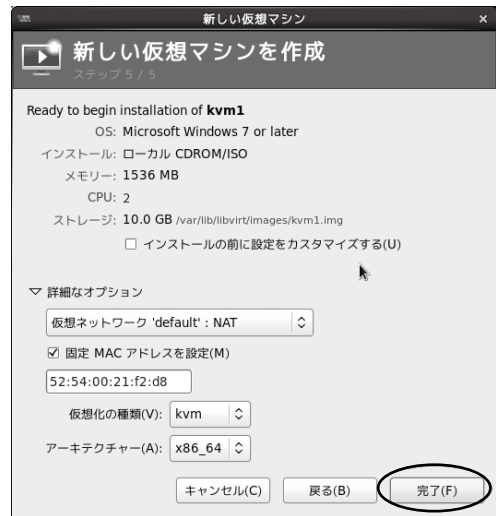 新しい仮想マシン
新しい仮想マシンを作成
ステップ 5 / 5
Ready to begin installation of kvm1
OS: Microsoft Windows 7 or later
インストール: ローカル CDROM/ISO
メモリー: 1536 MB
CPU: 2
ストレージ: 10.0 GB /var/lib/libvirt/images/kvm1.img
インストールの前に設定をカスタマイズする(U)
詳細なオプション
仮想ネットワーク 'default' : NAT
固定 MAC アドレスを設定(M)
52:54:00:21:f2:d8
仮想化の種類(V): kvm
アーキテクチャー(A): x86_64
キャンセル(C) 戻る(B) 完了(F)